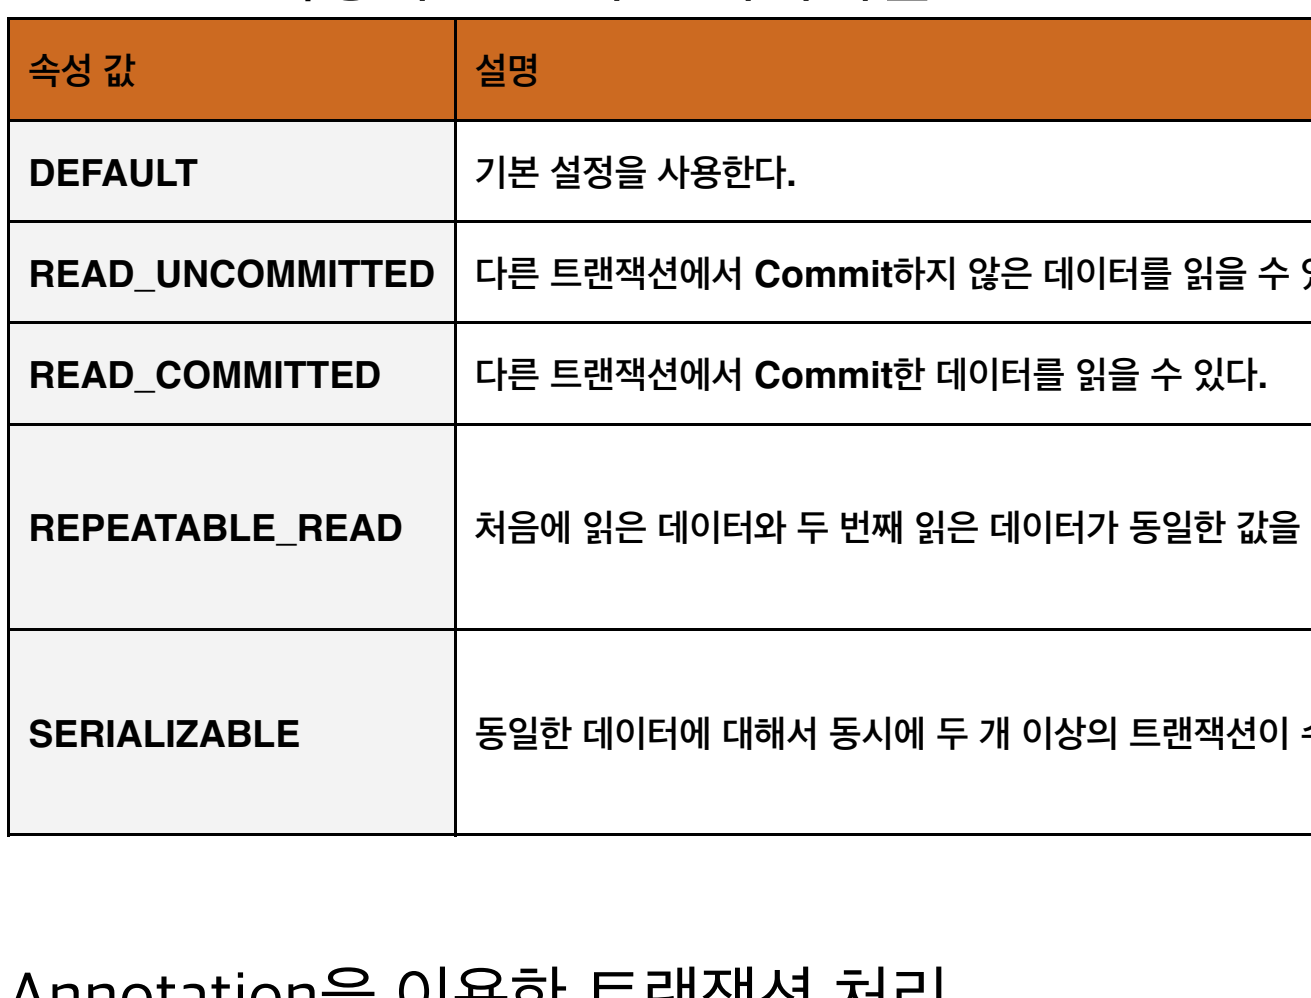 속성 값 설명
DEFAULT 기본 설정을 사용한다.
READ_UNCOMMITTED 다른 트랜잭션에서 Commit하지 않은 데이터를 읽을 수
READ_COMMITTED 다른 트랜잭션에서 Commit한 데이터를 읽을 수 있다.
REPEATABLE_READ 처음에 읽은 데이터와 두 번째 읽은 데이터가 동일한 값을
SERIALIZABLE 동일한 데이터에 대해서 동시에 두 개 이상의 트랜잭션이
Annotation을 이용한 트랜잭션 처리